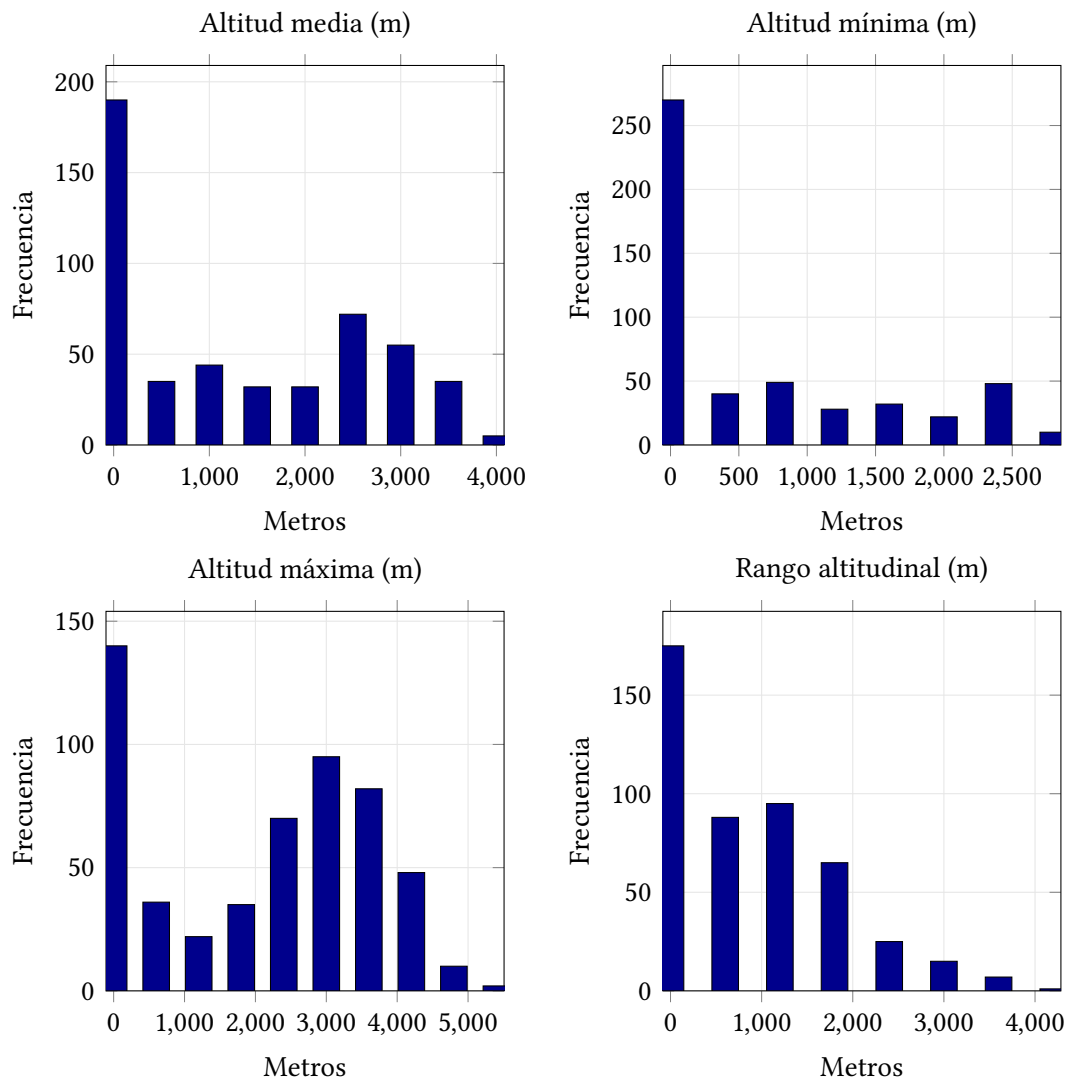 Altitud media (m)
200
150
100
50
0
Frecuencia
0 1,000 2,000 3,000 4,000
Metros
Altitud mínima (m)
250
200
150
100
50
0
Frecuencia
0 500 1,000 1,500 2,000 2,500
Metros
Altitud máxima (m)
150
100
50
0
Frecuencia
0 1,000 2,000 3,000 4,000 5,000
Metros
Rango altitudinal (m)
150
100
50
0
Frecuencia
0 1,000 2,000 3,000 4,000
Metros